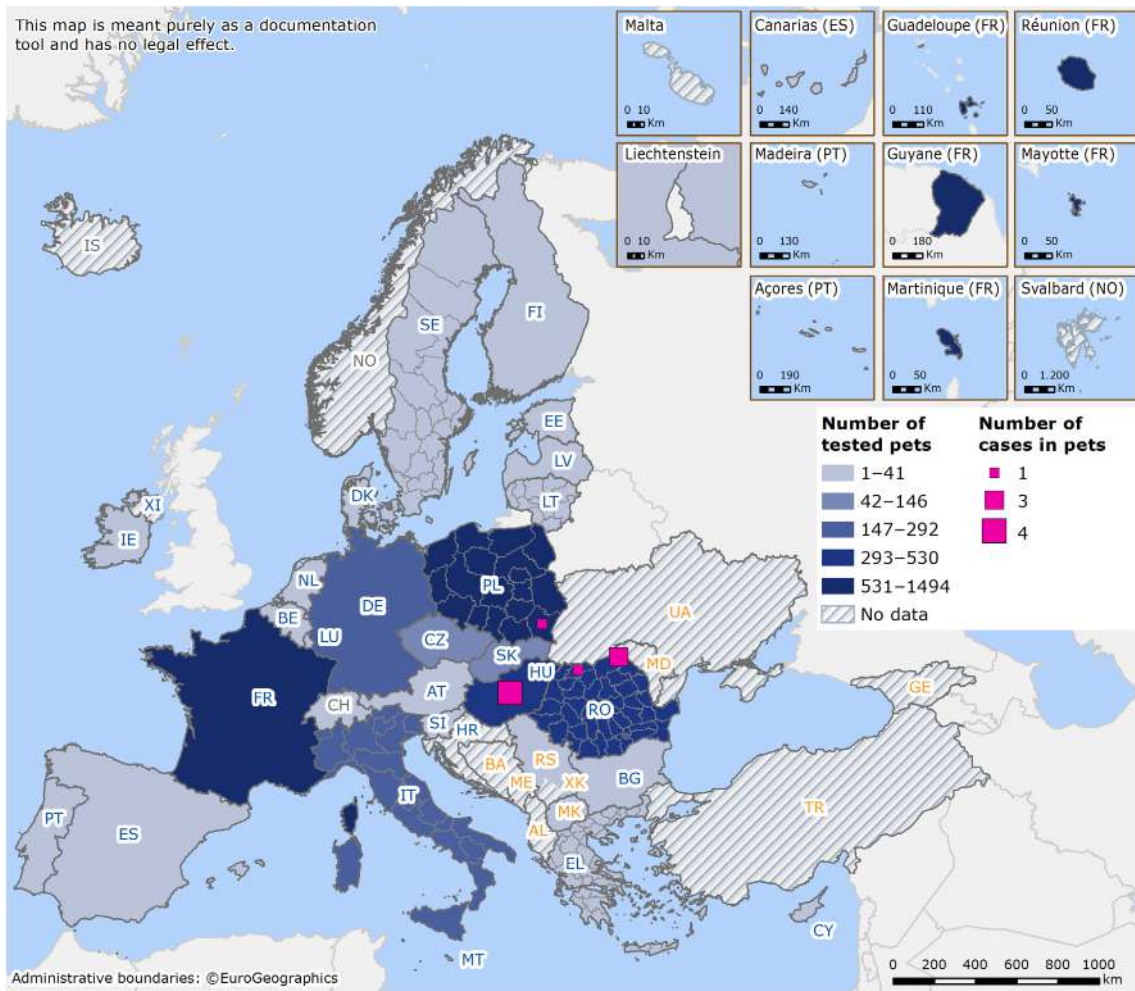 This map is meant purely as a documentation
tool and has no legal effect.
Malta
0 10
Km
Canarias (ES)
0 140
Km
Guadeloupe (FR)
0 110
Km
Réunion (FR)
0 50
Km
Liechtenstein
0 10
Km
Madeira (PT)
0 130
Km
Guyane (FR)
0 180
Km
Mayotte (FR)
0 50
Km
Açores (PT)
0 190
Km
Martinique (FR)
0 50
Km
Svalbard (NO)
0 1.200
Km
Number of
tested pets
1–41
42–146
147–292
293–530
531–1494
No data
Number of
cases in pets
1
3
4
IS
SE
FI
NO
EE
LV
LT
DK
XI
IE
NL
BE
LU
DE
PL
CZ
SK
UA
MD
FR
CH
AT
HU
RO
SI
HR
BA
RS
ME
XK
BG
MK
AL
IT
GE
TR
PT
ES
EL
CY
MT
Administrative boundaries: ©EuroGeographics
0 200 400 600 800 1000
km